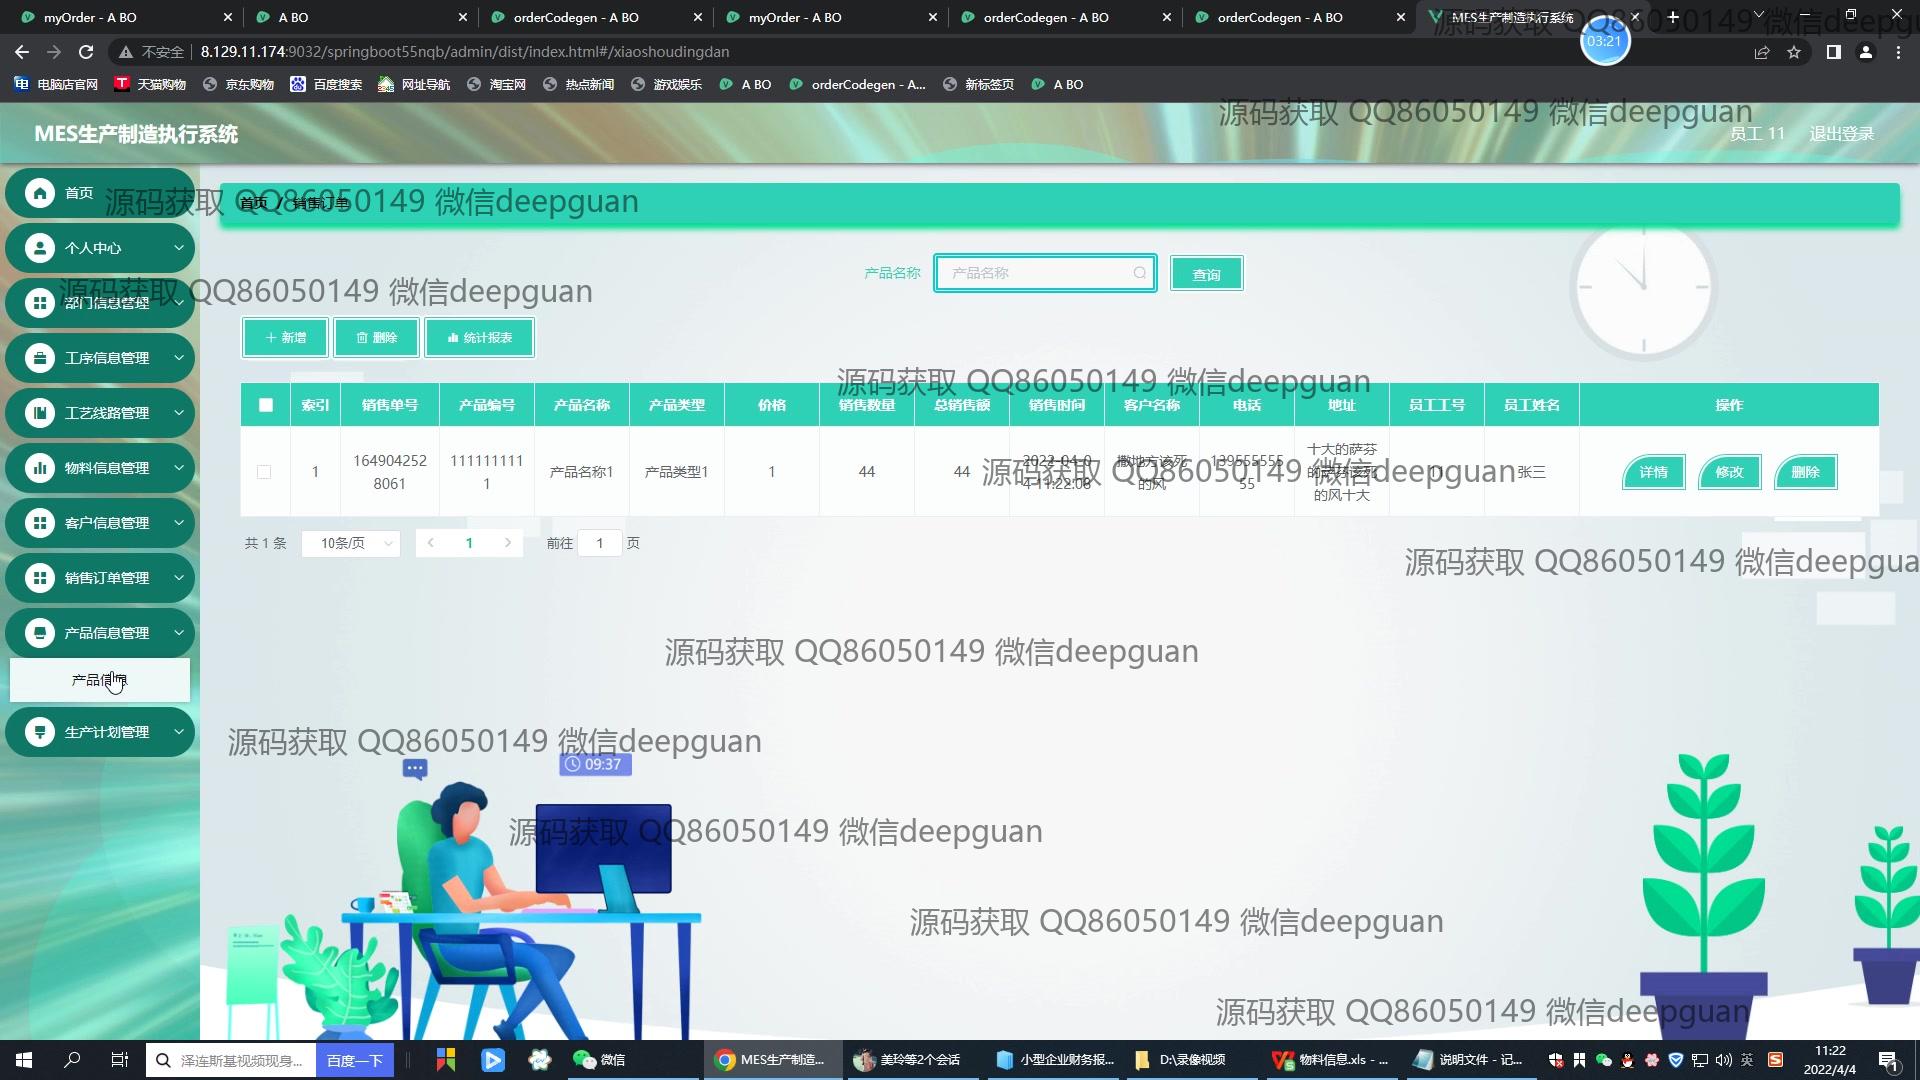 myOrder - A BO
A BO
orderCodegen - A BO
myOrder - A BO
orderCodegen - A BO
orderCodegen - A BO
MES生产制造执行系统
03:21
不安全
8.129.11.174:9032/springboot55nqb/admin/dist/index.html#/xiaoshoudingdan
电脑店官网
天猫购物
京东购物
百度搜索
网址导航
淘宝网
热点新闻
游戏娱乐
A BO
orderCodegen - A...
新标签页
A BO
源码获取 QQ86050149 微信deepguan
MES生产制造执行系统
员工 11
退出登录
首页
源码获取 QQ86050149 微信deepguan
首页 / 销售订单
个人中心
产品名称
产品名称
查询
源码获取 QQ86050149 微信deepguan
部门信息管理
新增
删除
统计报表
工序信息管理
源码获取 QQ86050149 微信deepguan
索引
销售单号
产品编号
产品名称
产品类型
价格
销售数量
总销售额
销售时间
客户名称
电话
地址
员工工号
员工姓名
操作
工艺线路管理
1
164904252
8061
111111111
1
产品名称1
产品类型1
1
44
44
2022-04-0
4 11:22:08
撒地方该死
的风
139555555
55
十大的萨芬
的风十大
张三
详情
修改
删除
源码获取 QQ86050149 微信deepguan
物料信息管理
客户信息管理
共 1 条
10条/页
1
前往 1 页
源码获取 QQ86050149 微信deepgua
销售订单管理
产品信息管理
源码获取 QQ86050149 微信deepguan
产品信息
生产计划管理
源码获取 QQ86050149 微信deepguan
09:37
源码获取 QQ86050149 微信deepguan
源码获取 QQ86050149 微信deepguan
源码获取 QQ86050149 微信deepguan
泽连斯基视频现身...
百度一下
微信
MES生产制造...
美玲等2个会话
小型企业财务报...
D:\录像视频
物料信息.xls - ...
说明文件 - 记...
英
11:22
2022/4/4
1